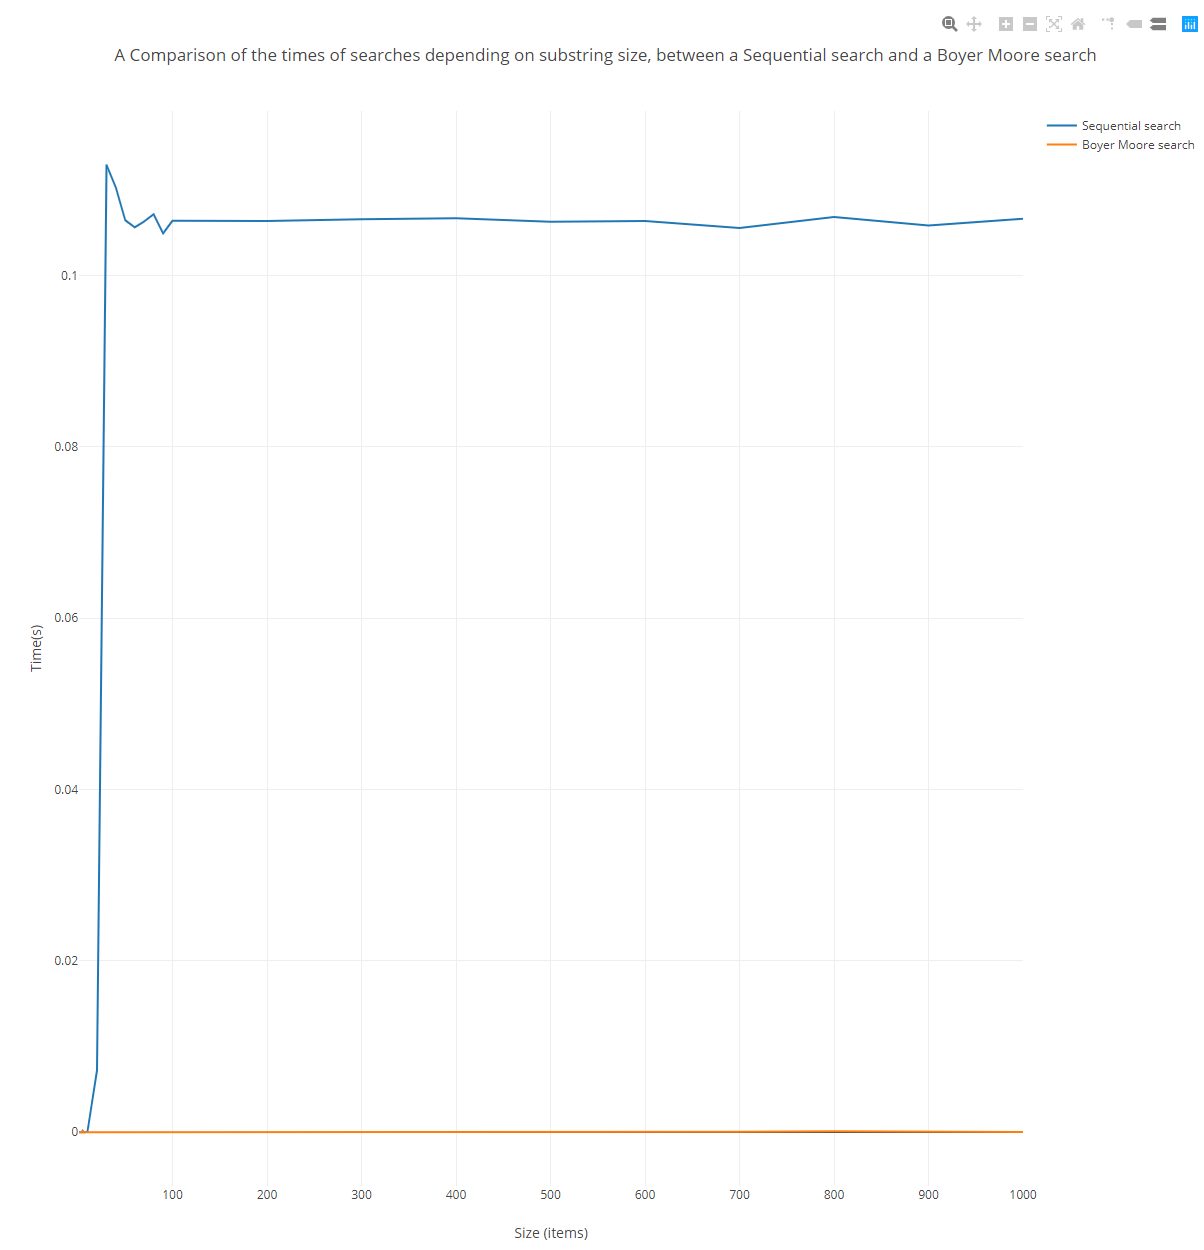 A Comparison of the times of searches depending on substring size, between a Sequential search and a Boyer Moore search
Sequential search
Boyer Moore search
0.1
0.08
0.06
0.04
0.02
0
Time(s)
100 200 300 400 500 600 700 800 900 1000
Size (items)